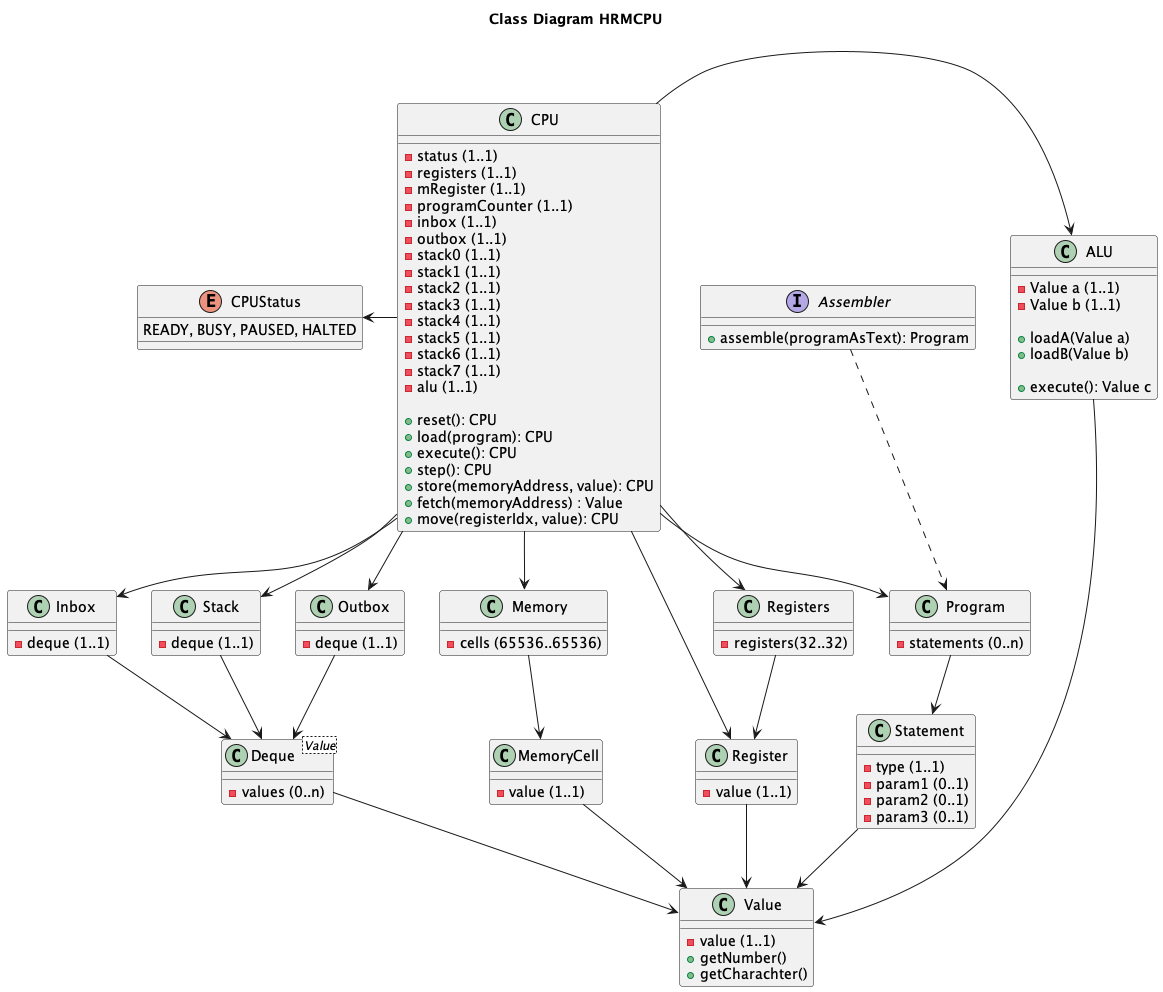 Class Diagram HRMCPU
C CPU
status (1..1)
registers (1..1)
mRegister (1..1)
programCounter (1..1)
inbox (1..1)
outbox (1..1)
stack0 (1..1)
stack1 (1..1)
stack2 (1..1)
stack3 (1..1)
stack4 (1..1)
stack5 (1..1)
stack6 (1..1)
stack7 (1..1)
alu (1..1)
reset(): CPU
load(program): CPU
execute(): CPU
step(): CPU
store(memoryAddress, value): CPU
fetch(memoryAddress) : Value
move(registerIdx, value): CPU
E CPUStatus
READY, BUSY, PAUSED, HALTED
I Assembler
assemble(programAsText): Program
C ALU
Value a (1..1)
Value b (1..1)
loadA(Value a)
loadB(Value b)
execute(): Value c
C Inbox
deque (1..1)
C Stack
deque (1..1)
C Outbox
deque (1..1)
C Memory
cells (65536..65536)
C Registers
registers(32..32)
C Program
statements (0..n)
C Deque
Value
values (0..n)
C MemoryCell
value (1..1)
C Register
value (1..1)
C Statement
type (1..1)
param1 (0..1)
param2 (0..1)
param3 (0..1)
C Value
value (1..1)
getNumber()
getCharachter()